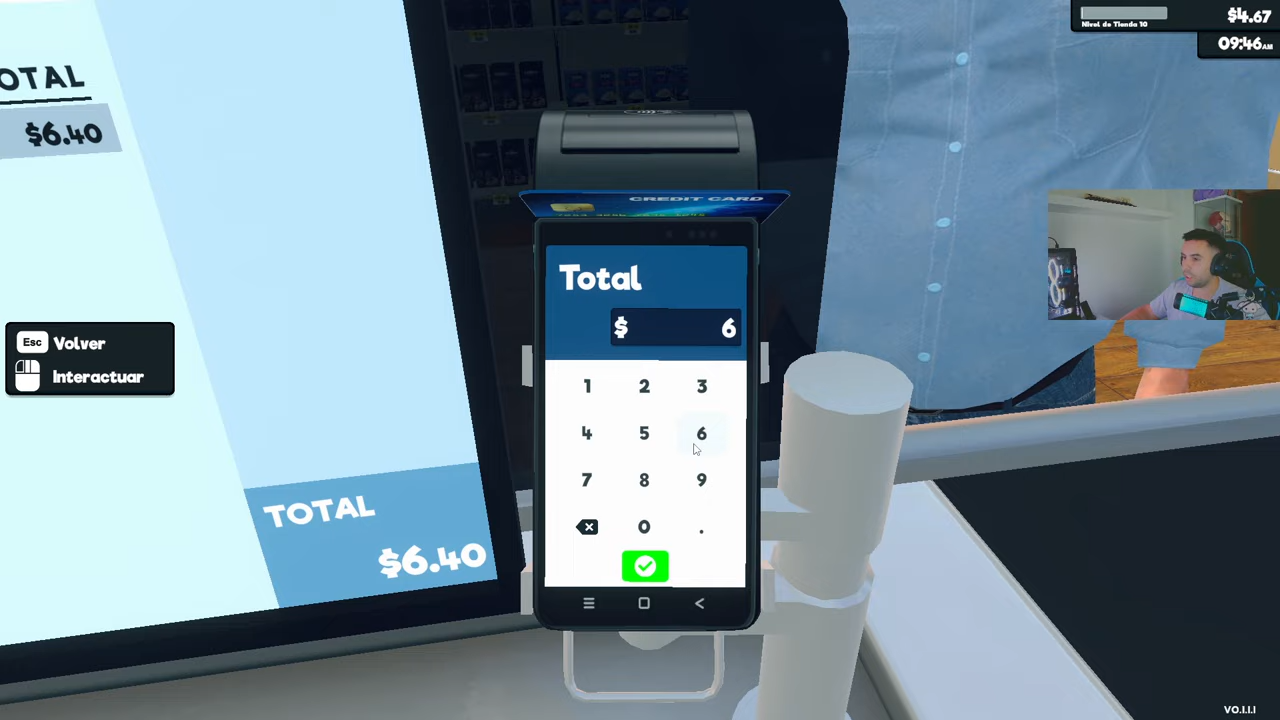 OTAL
$6.40
Nivel de Tienda 10
$4.67
09:46AM
CREDIT CARD
Total
$ 6
1 2 3
4 5 6
7 8 9
0 .
Esc Volver
Interactuar
TOTAL
$6.40
V0.1.1.1